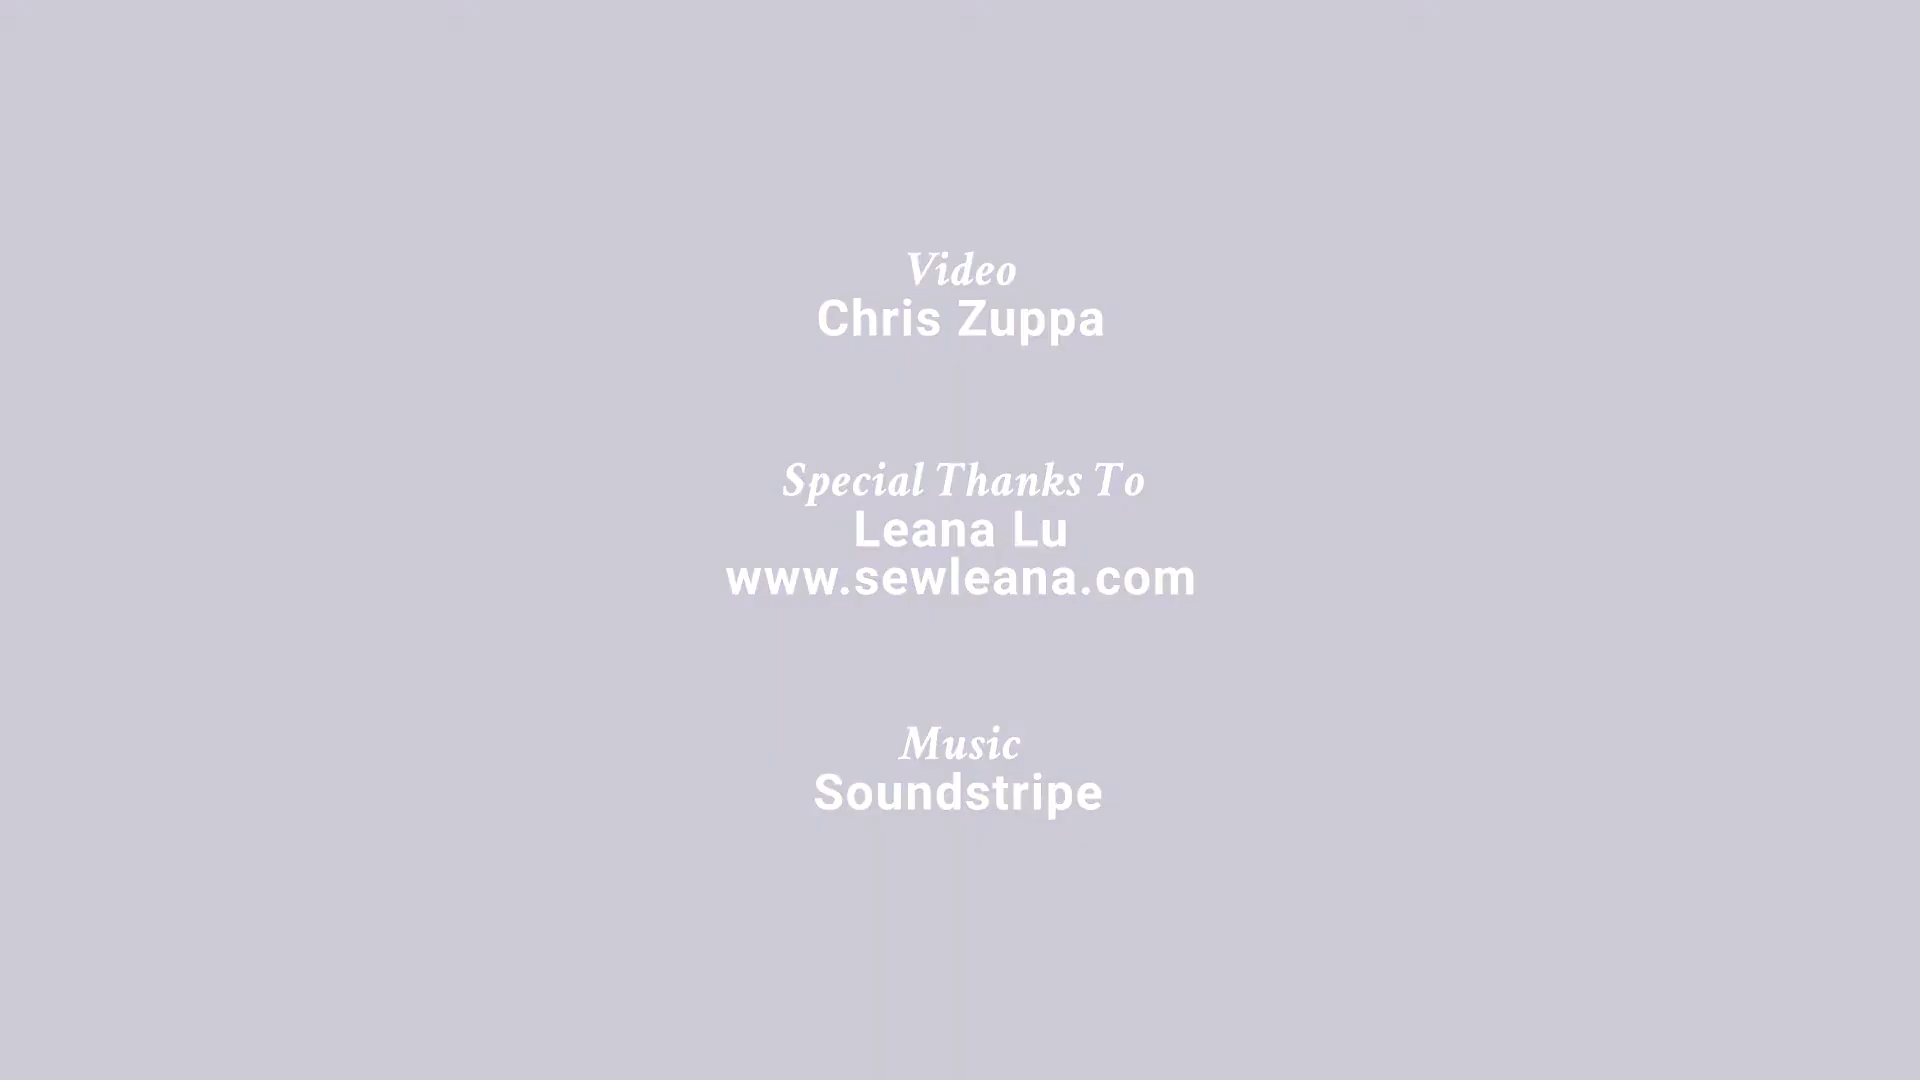 Video
Chris Zuppa
Special Thanks To
Leana Lu
www.sewleana.com
Music
Soundstripe